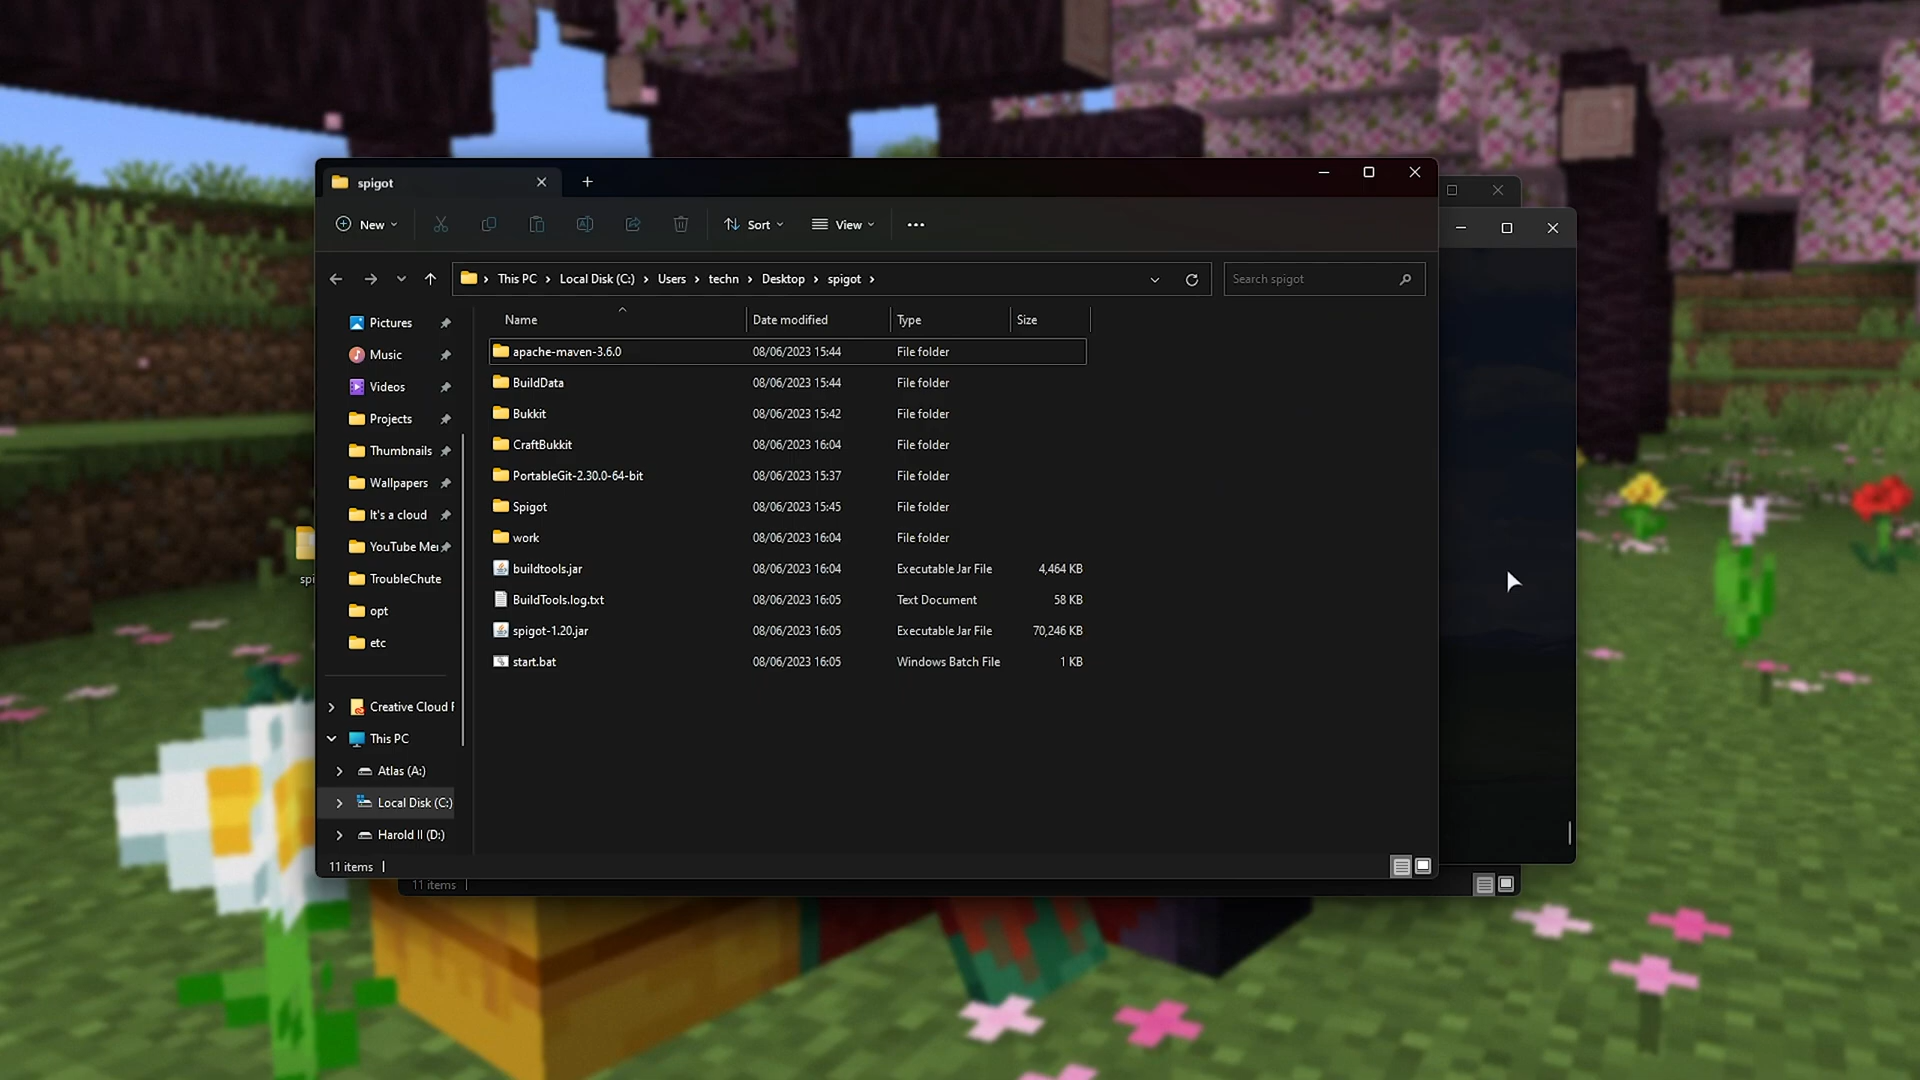 spigot
New
Sort
View
This PC
Local Disk (C:)
Users
techn
Desktop
spigot
Search spigot
Pictures
Music
Videos
Projects
Thumbnails
Wallpapers
It's a cloud
YouTube Mer
TroubleChute
opt
etc
Creative Cloud F
This PC
Atlas (A:)
Local Disk (C:)
Harold II (D:)
Name Date modified Type Size
apache-maven-3.6.0 08/06/2023 15:44 File folder
BuildData 08/06/2023 15:44 File folder
Bukkit 08/06/2023 15:42 File folder
CraftBukkit 08/06/2023 16:04 File folder
PortableGit-2.30.0-64-bit 08/06/2023 15:37 File folder
Spigot 08/06/2023 15:45 File folder
work 08/06/2023 16:04 File folder
buildtools.jar 08/06/2023 16:04 Executable Jar File 4,464 KB
BuildTools.log.txt 08/06/2023 16:05 Text Document 58 KB
spigot-1.20.jar 08/06/2023 16:05 Executable Jar File 70,246 KB
start.bat 08/06/2023 16:05 Windows Batch File 1 KB
11 items
11 items
spi